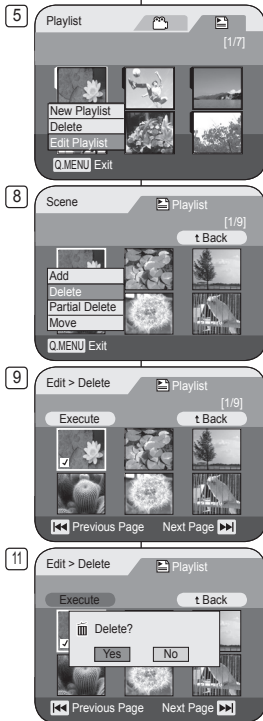 5
Playlist
[1/7]
New Playlist
Delete
Edit Playlist
Q.MENU Exit
8
Scene Playlist
[1/9]
t Back
Add
Delete
Partial Delete
Move
Q.MENU Exit
9
Edit > Delete Playlist
[1/9]
Execute t Back
Previous Page Next Page
11
Edit > Delete Playlist
Execute t Back
Delete?
Yes No
Previous Page Next Page